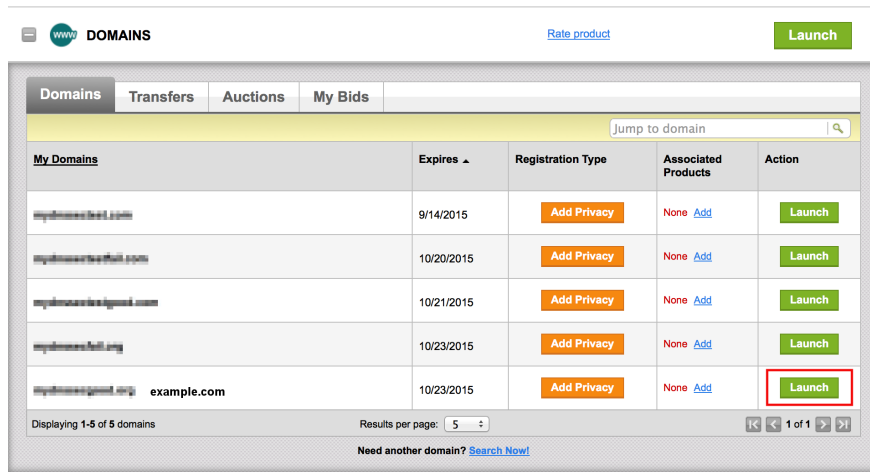 www DOMAINS Rate product Launch
Domains Transfers Auctions My Bids
Jump to domain
My Domains Expires Registration Type Associated Products Action
9/14/2015 Add Privacy None Add Launch
10/20/2015 Add Privacy None Add Launch
10/21/2015 Add Privacy None Add Launch
10/23/2015 Add Privacy None Add Launch
example.com 10/23/2015 Add Privacy None Add Launch
Displaying 1-5 of 5 domains Results per page: 5 1 of 1
Need another domain? Search Now!